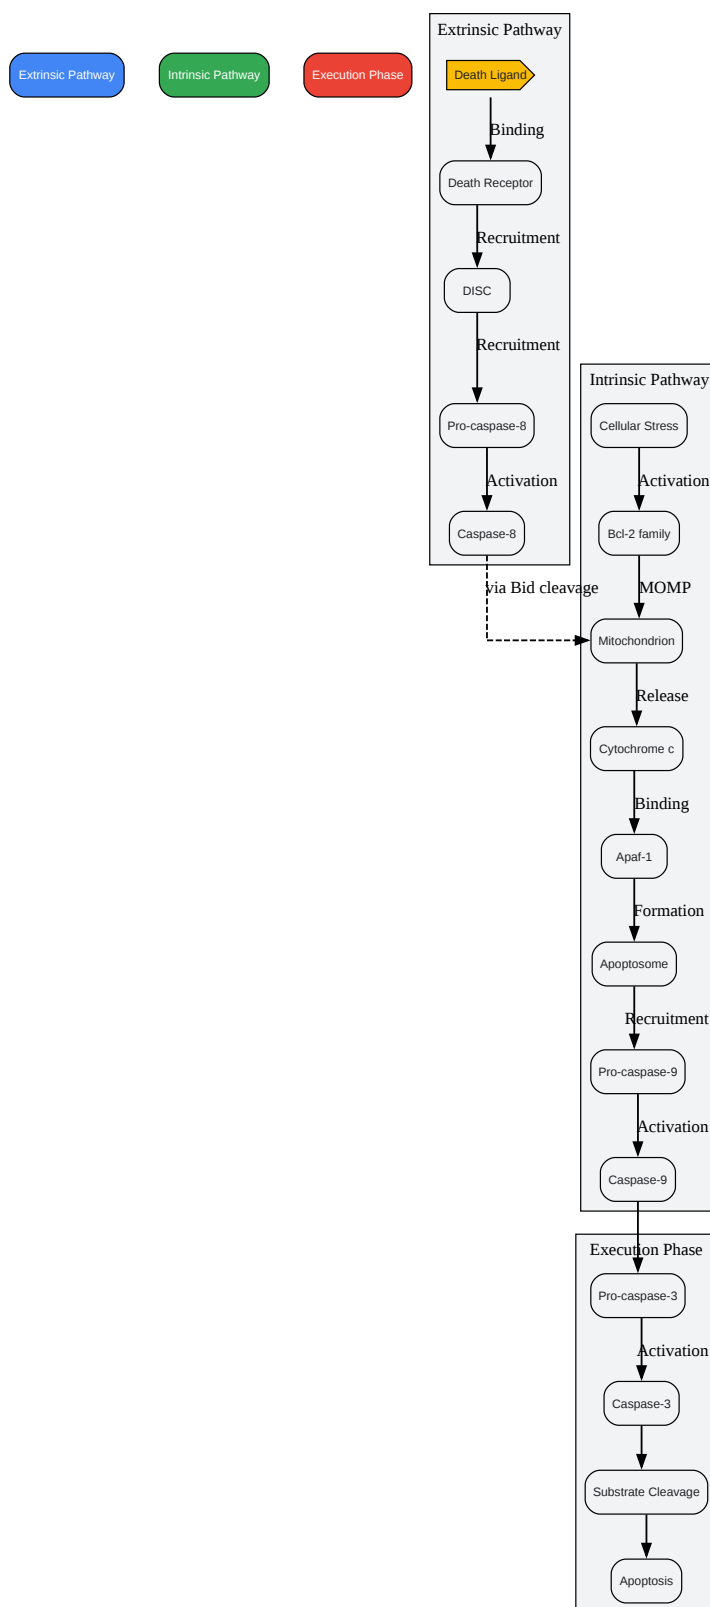 Extrinsic Pathway
Intrinsic Pathway
Execution Phase
Extrinsic Pathway
Death Ligand
Binding
Death Receptor
Recruitment
DISC
Recruitment
Pro-caspase-8
Activation
Caspase-8
via Bid cleavage
Intrinsic Pathway
Cellular Stress
Activation
Bcl-2 family
MOMP
Mitochondrion
Release
Cytochrome c
Binding
Apaf-1
Formation
Apoptosome
Recruitment
Pro-caspase-9
Activation
Caspase-9
Execution Phase
Pro-caspase-3
Activation
Caspase-3
Substrate Cleavage
Apoptosis